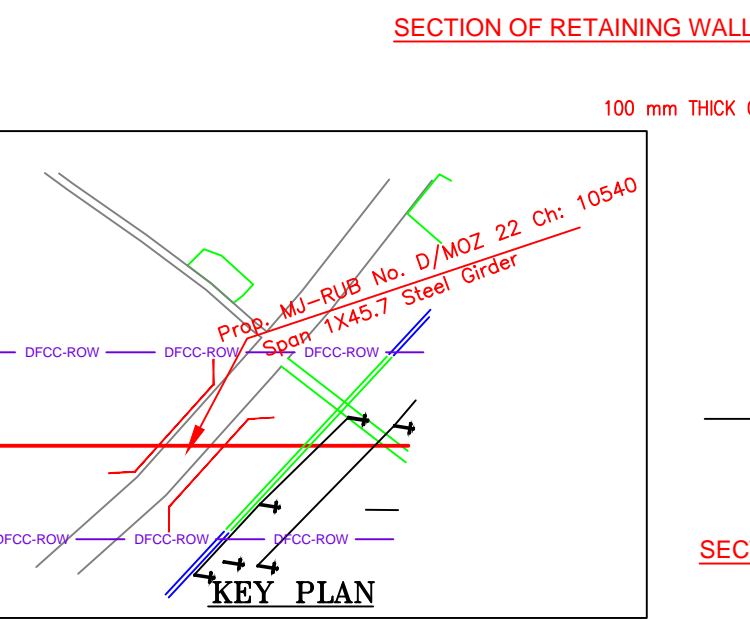 SECTION OF RETAINING WALL
100 mm THICK
Prop. MJ-RUB No. D/MOZ 22 Ch: 10540
Span 1X45.7 Steel Girder
DFCC-ROW DFCC-ROW DFCC-ROW
DFCC-ROW DFCC-ROW DFCC-ROW
SECT
KEY PLAN